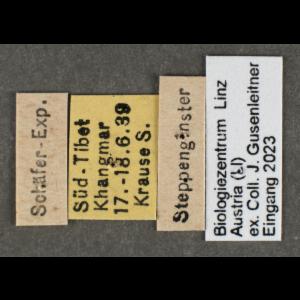 Schäfer-Exp.
Süd-Tibet
Khangmar
17.-18.6.39
Krause S.
Steppenginster
Biologiezentrum Linz
Austria (LI)
ex. Coll. J. Gusenleitner
Eingang 2023